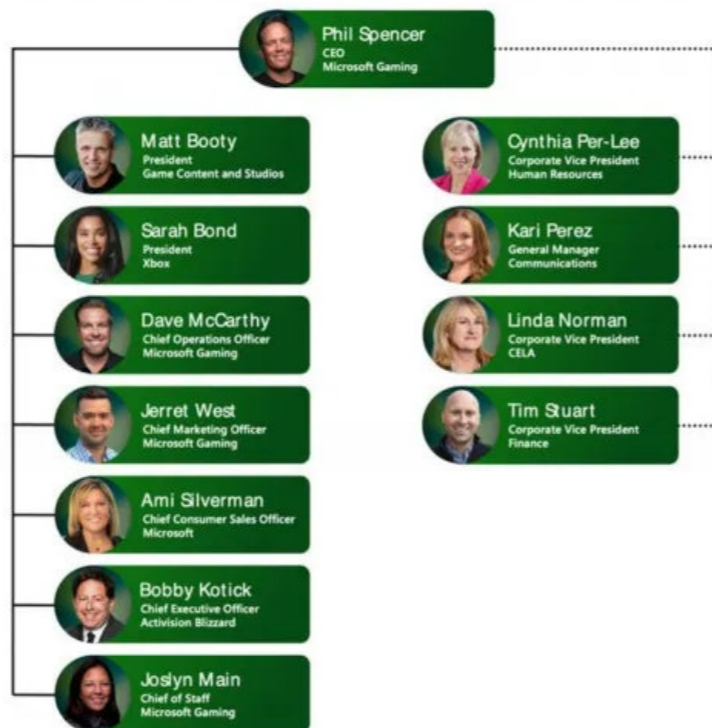 Phil Spencer
CEO
Microsoft Gaming
Matt Booty
President
Game Content and Studios
Sarah Bond
President
Xbox
Dave McCarthy
Chief Operations Officer
Microsoft Gaming
Jerret West
Chief Marketing Officer
Microsoft Gaming
Ami Silverman
Chief Consumer Sales Officer
Microsoft
Bobby Kotick
Chief Executive Officer
Activision Blizzard
Joslyn Main
Chief of Staff
Microsoft Gaming
Cynthia Per-Lee
Corporate Vice President
Human Resources
Kari Perez
General Manager
Communications
Linda Norman
Corporate Vice President
CELA
Tim Stuart
Corporate Vice President
Finance